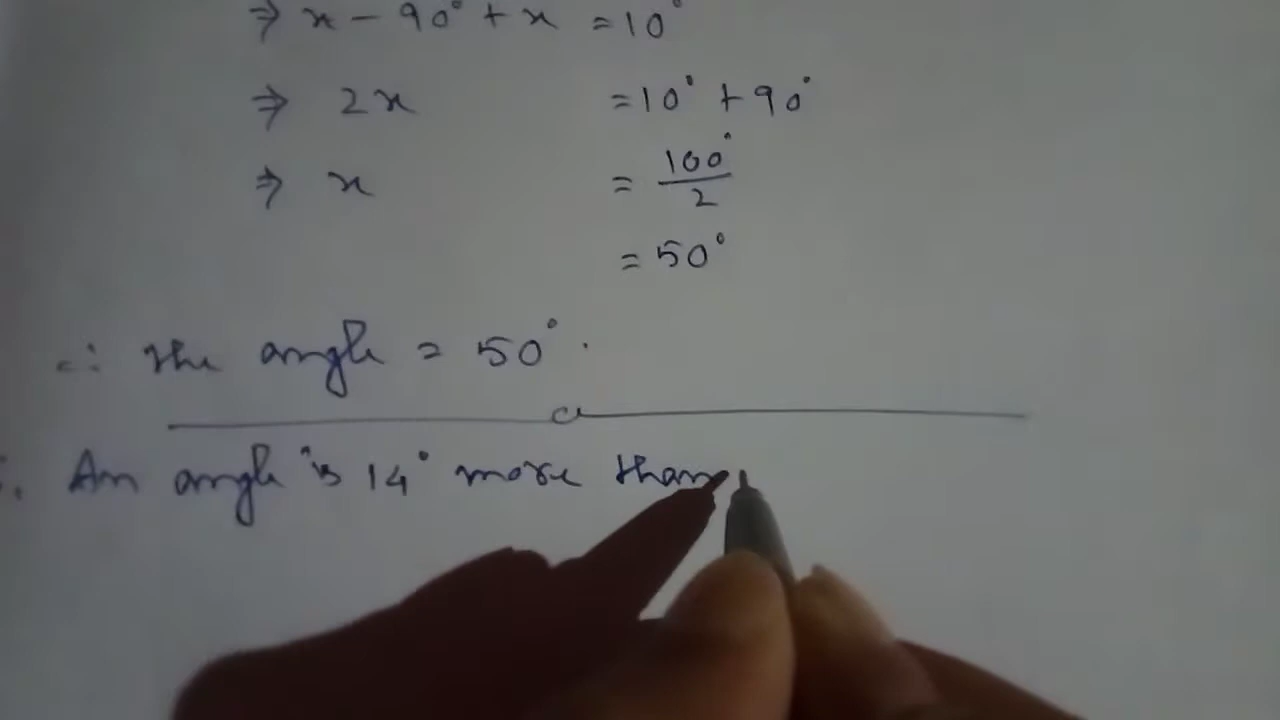 ⇒ x - 90° + x = 10°
⇒ 2x = 10° + 90°
⇒ x = 100°/2
= 50°
∴ the angle = 50°.
An angle is 14° more than